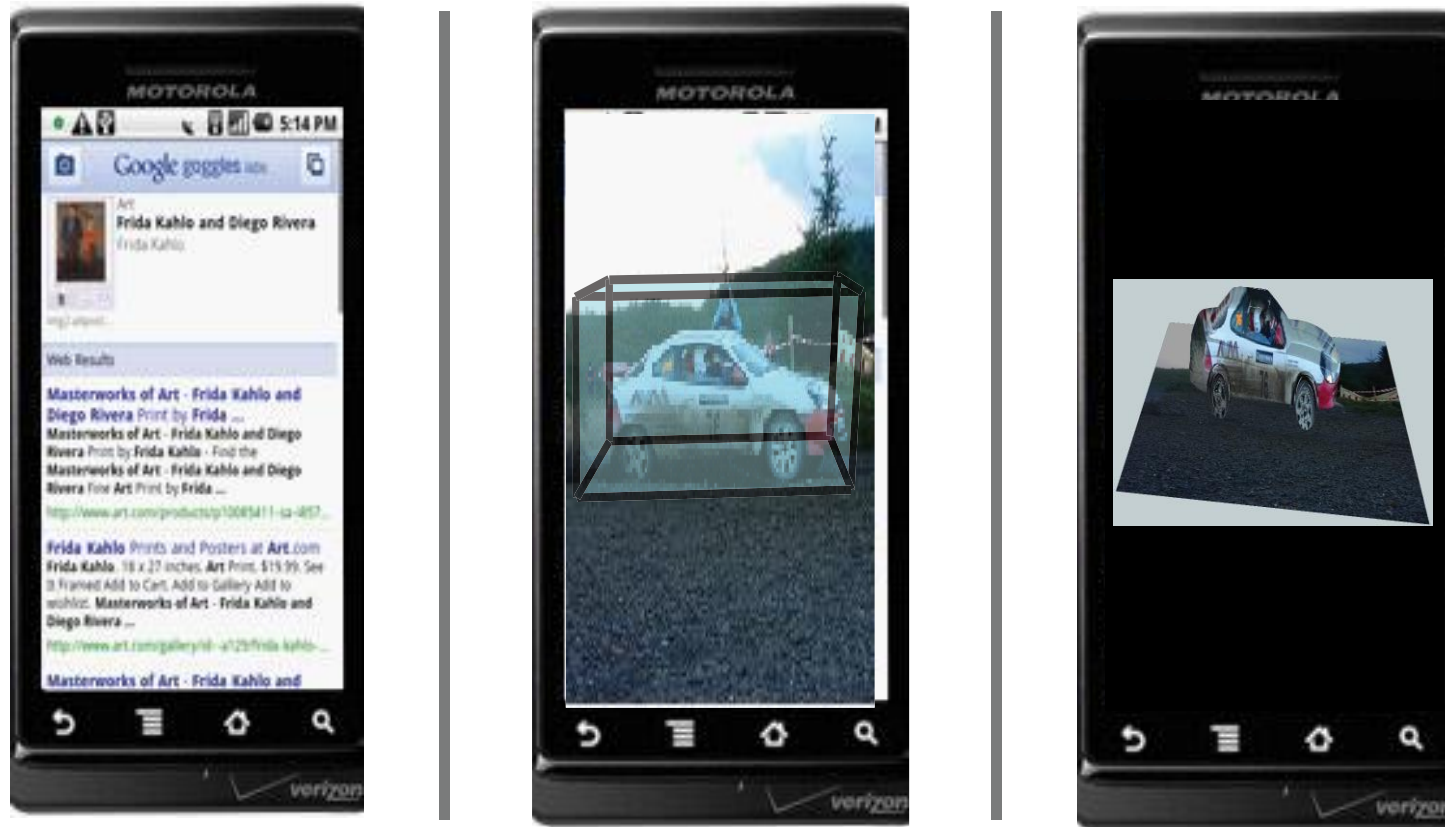 MOTOROLA
5:14 PM
Google goggles labs
Art
Frida Kahlo and Diego Rivera
Frida Kahlo
Web Results
Masterworks of Art - Frida Kahlo and
Diego Rivera Print by Frida ...
Masterworks of Art - Frida Kahlo and Diego
Rivera Print by Frida Kahlo - Find the
Masterworks of Art - Frida Kahlo and Diego
Rivera Fine Art Print by Frida ...
Frida Kahlo Prints and Posters at Art.com
Frida Kahlo. 18 x 27 inches. Art Print. $19.99. See
It Framed Add to Cart. Add to Gallery Add to
wishlist. Masterworks of Art - Frida Kahlo and
Diego Rivera ...
Masterworks of Art - Frida Kahlo and
verizon
MOTOROLA
verizon
MOTOROLA
verizon